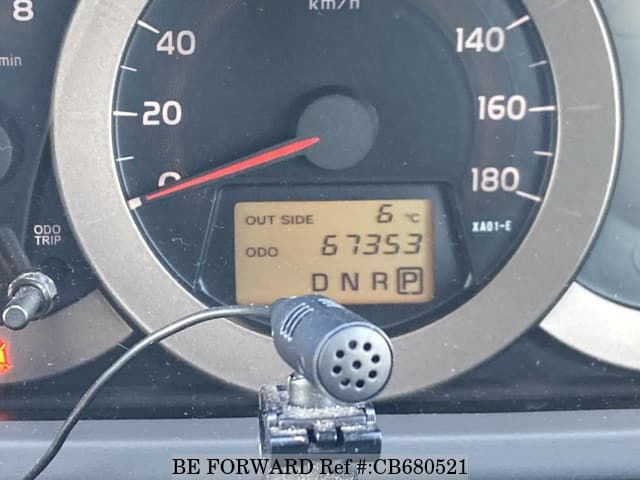 8
km/h
min
40
140
20
160
0
180
OUT SIDE 6 °C
XA01-E
ODO
TRIP
ODO 67353
D N R P
BE FORWARD Ref #:CB680521